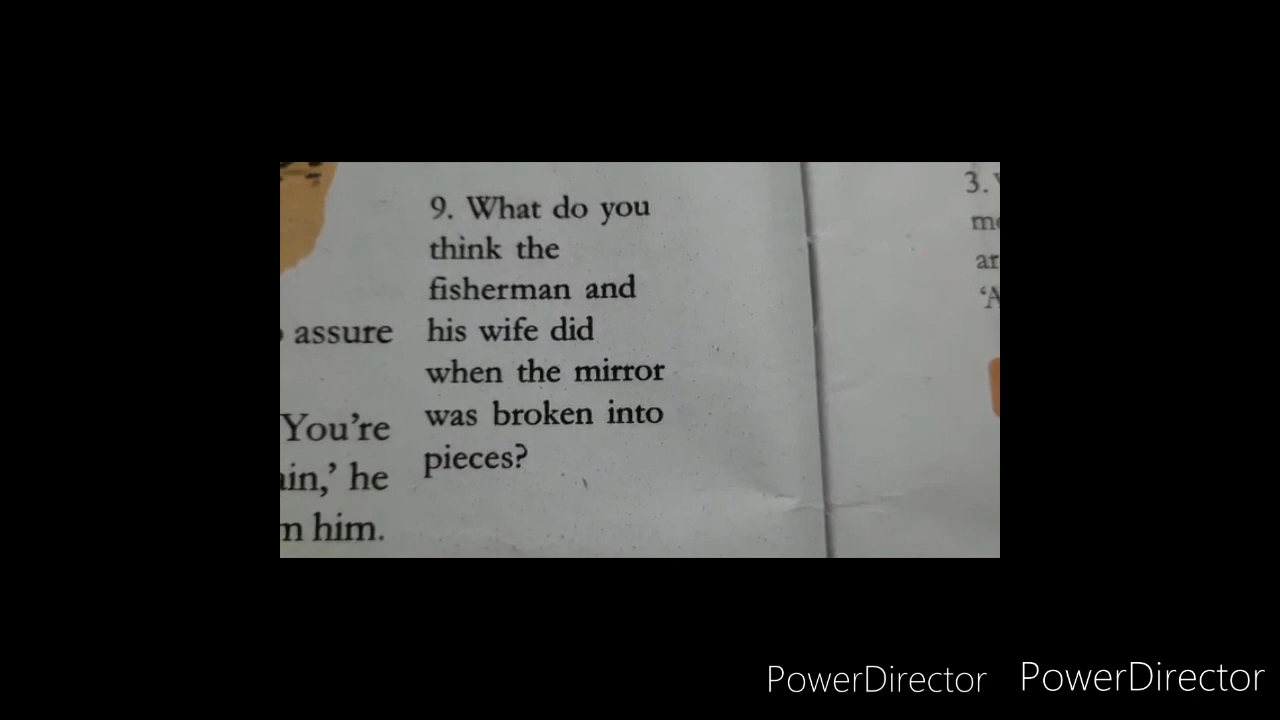 9. What do you
think the
fisherman and
his wife did
when the mirror
was broken into
pieces?
assure
You're
he
him.
3.
PowerDirector PowerDirector